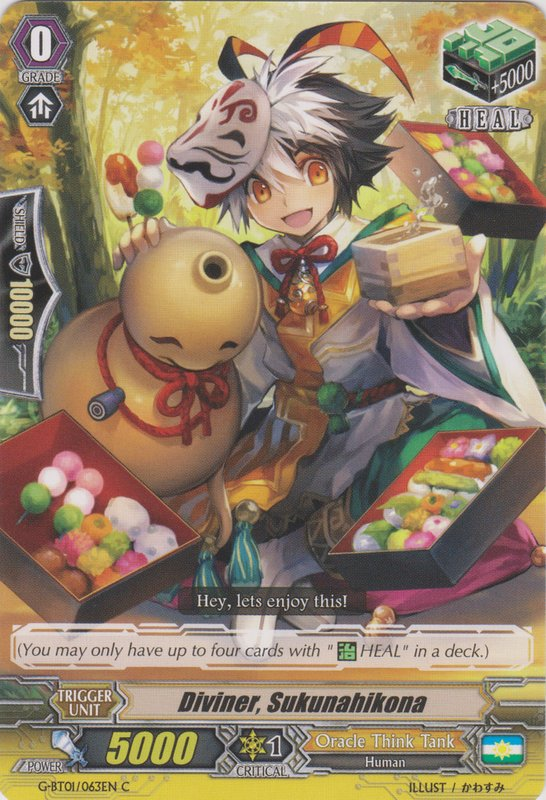 0
GRADE
治
+5000
HEAL
SHIELD
10000
Hey, lets enjoy this!
(You may only have up to four cards with "治 HEAL" in a deck.)
TRIGGER
UNIT
Diviner, Sukunahikona
POWER
5000
1
CRITICAL
Oracle Think Tank
Human
G-BT01/063EN C
ILLUST / かわすみ